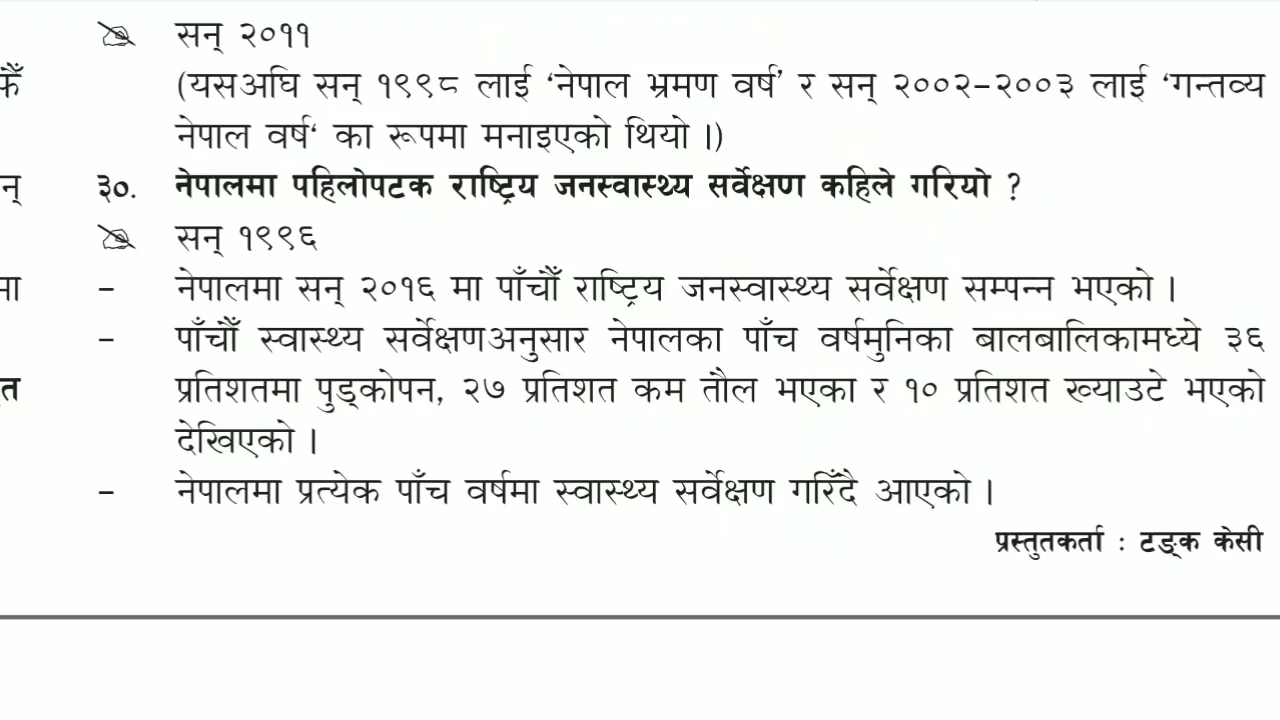 सन् २०११
(यसअघि सन् १९९८ लाई ‘नेपाल भ्रमण वर्ष’ र सन् २००२–२००३ लाई ‘गन्तव्य
नेपाल वर्ष‘ का रूपमा मनाइएको थियो ।)
३०. नेपालमा पहिलोपटक राष्ट्रिय जनस्वास्थ्य सर्वेक्षण कहिले गरियो ?
सन् १९९६
– नेपालमा सन् २०१६ मा पाँचौँ राष्ट्रिय जनस्वास्थ्य सर्वेक्षण सम्पन्न भएको ।
– पाँचौँ स्वास्थ्य सर्वेक्षणअनुसार नेपालका पाँच वर्षमुनिका बालबालिकामध्ये ३६
प्रतिशतमा पुड्कोपन, २७ प्रतिशत कम तौल भएका र १० प्रतिशत ख्याउटे भएको
देखिएको ।
– नेपालमा प्रत्येक पाँच वर्षमा स्वास्थ्य सर्वेक्षण गरिँदै आएको ।
प्रस्तुतकर्ता : टङ्क केसी